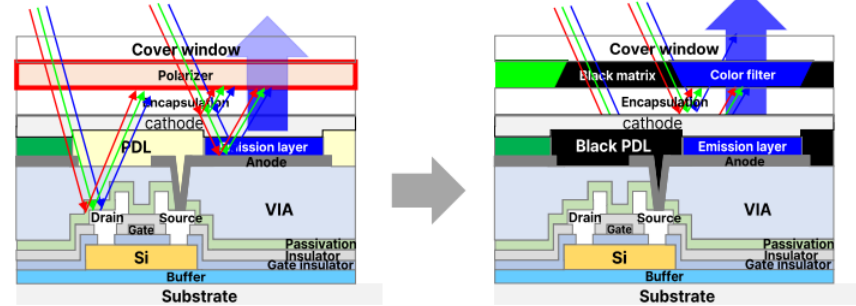 Cover window
Polarizer
Encapsulation
cathode
PDL
Emission layer
Anode
VIA
Drain
Source
Gate
Passivation
Insulator
Gate insulator
Si
Buffer
Substrate
Cover window
Black matrix
Color filter
Encapsulation
cathode
Black PDL
Emission layer
Anode
VIA
Drain
Source
Gate
Passivation
Insulator
Gate insulator
Si
Buffer
Substrate